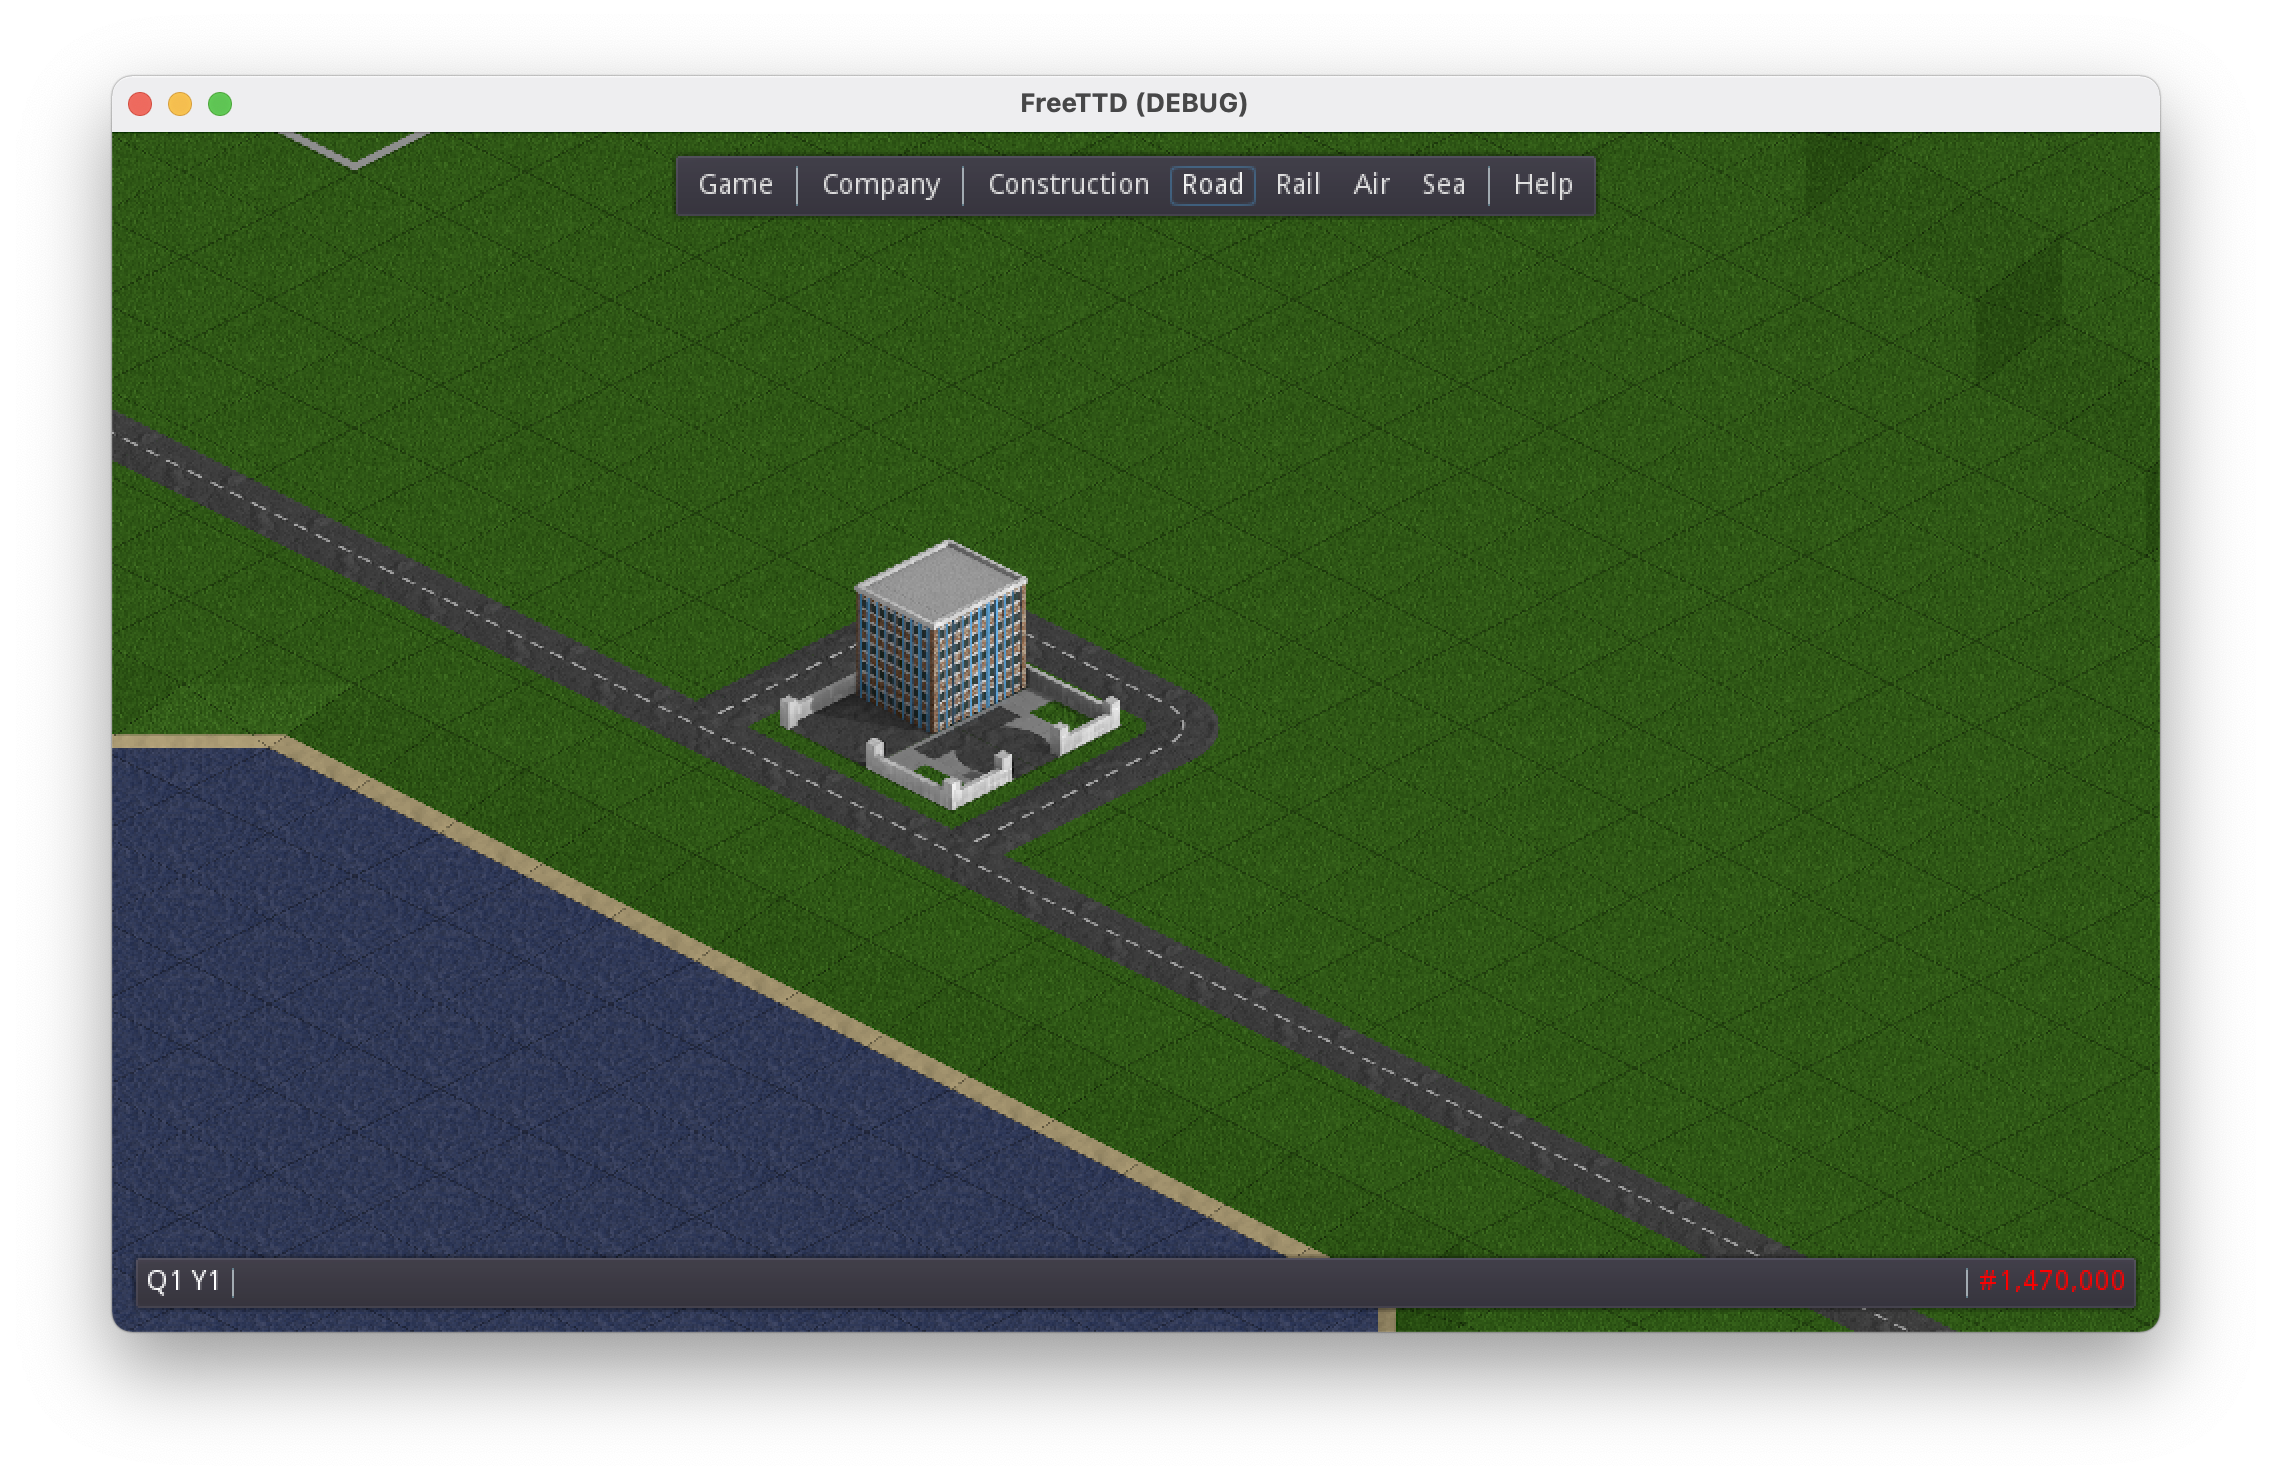 FreeTTD (DEBUG)
Game Company Construction Road Rail Air Sea Help
Q1 Y1 #1,470,000